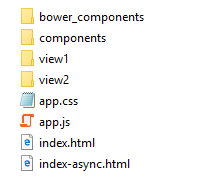 bower_components
components
view1
view2
app.css
app.js
index.html
index-async.html